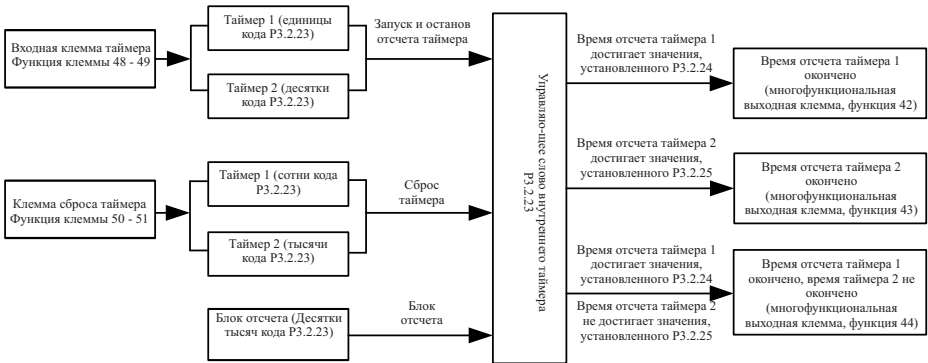 Входная клемма таймера
Функция клеммы 48 - 49
Таймер 1 (единицы
кода P3.2.23)
Таймер 2 (десятки
кода P3.2.23)
Запуск и останов
отсчета таймера
Клемма сброса таймера
Функция клеммы 50 - 51
Таймер 1 (сотни кода
P3.2.23)
Таймер 2 (тысячи
кода P3.2.23)
Сброс
таймера
Блок отсчета (Десятки
тысяч кода P3.2.23)
Блок
отсчета
Управляю-щее слово внутреннего таймера
P3.2.23
Время отсчета таймера 1
достигает значения,
установленного P3.2.24
Время отсчета таймера 1
окончено
(многофункциональная
выходная клемма, функция 42)
Время отсчета таймера 2
достигает значения,
установленного P3.2.25
Время отсчета таймера 2
окончено
(многофункциональная
выходная клемма, функция 43)
Время отсчета таймера 1
достигает значения,
установленного P3.2.24
Время отсчета таймера 2
не достигает значения,
установленного P3.2.25
Время отсчета таймера 1
окончено, время таймера 2 не
окончено
(многофункциональная
выходная клемма, функция 44)